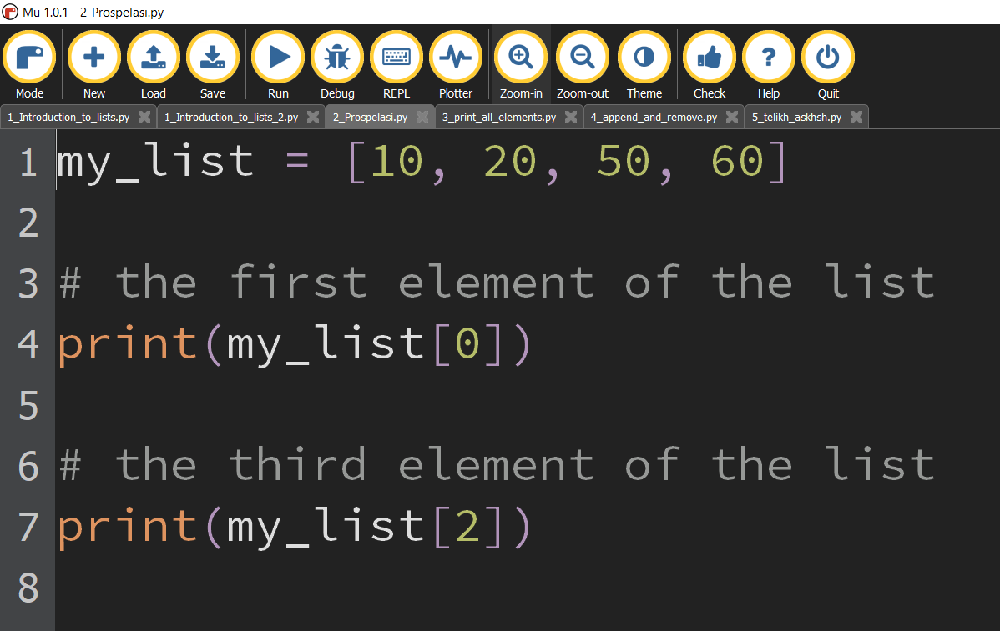 Mu 1.0.1 - 2_Prospelasi.py
Mode New Load Save Run Debug REPL Plotter Zoom-in Zoom-out Theme Check Help Quit
1_Introduction_to_lists.py 1_Introduction_to_lists_2.py 2_Prospelasi.py 3_print_all_elements.py 4_append_and_remove.py 5_telikh_askhsh.py
1 my_list = [10, 20, 50, 60]
2
3 # the first element of the list
4 print(my_list[0])
5
6 # the third element of the list
7 print(my_list[2])
8